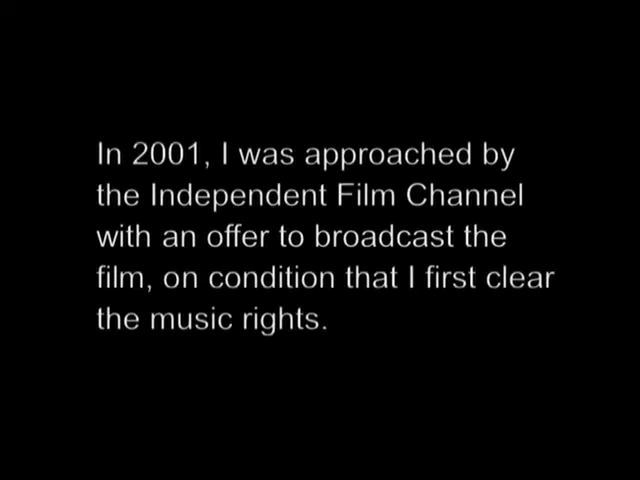 In 2001, I was approached by
the Independent Film Channel
with an offer to broadcast the
film, on condition that I first clear
the music rights.